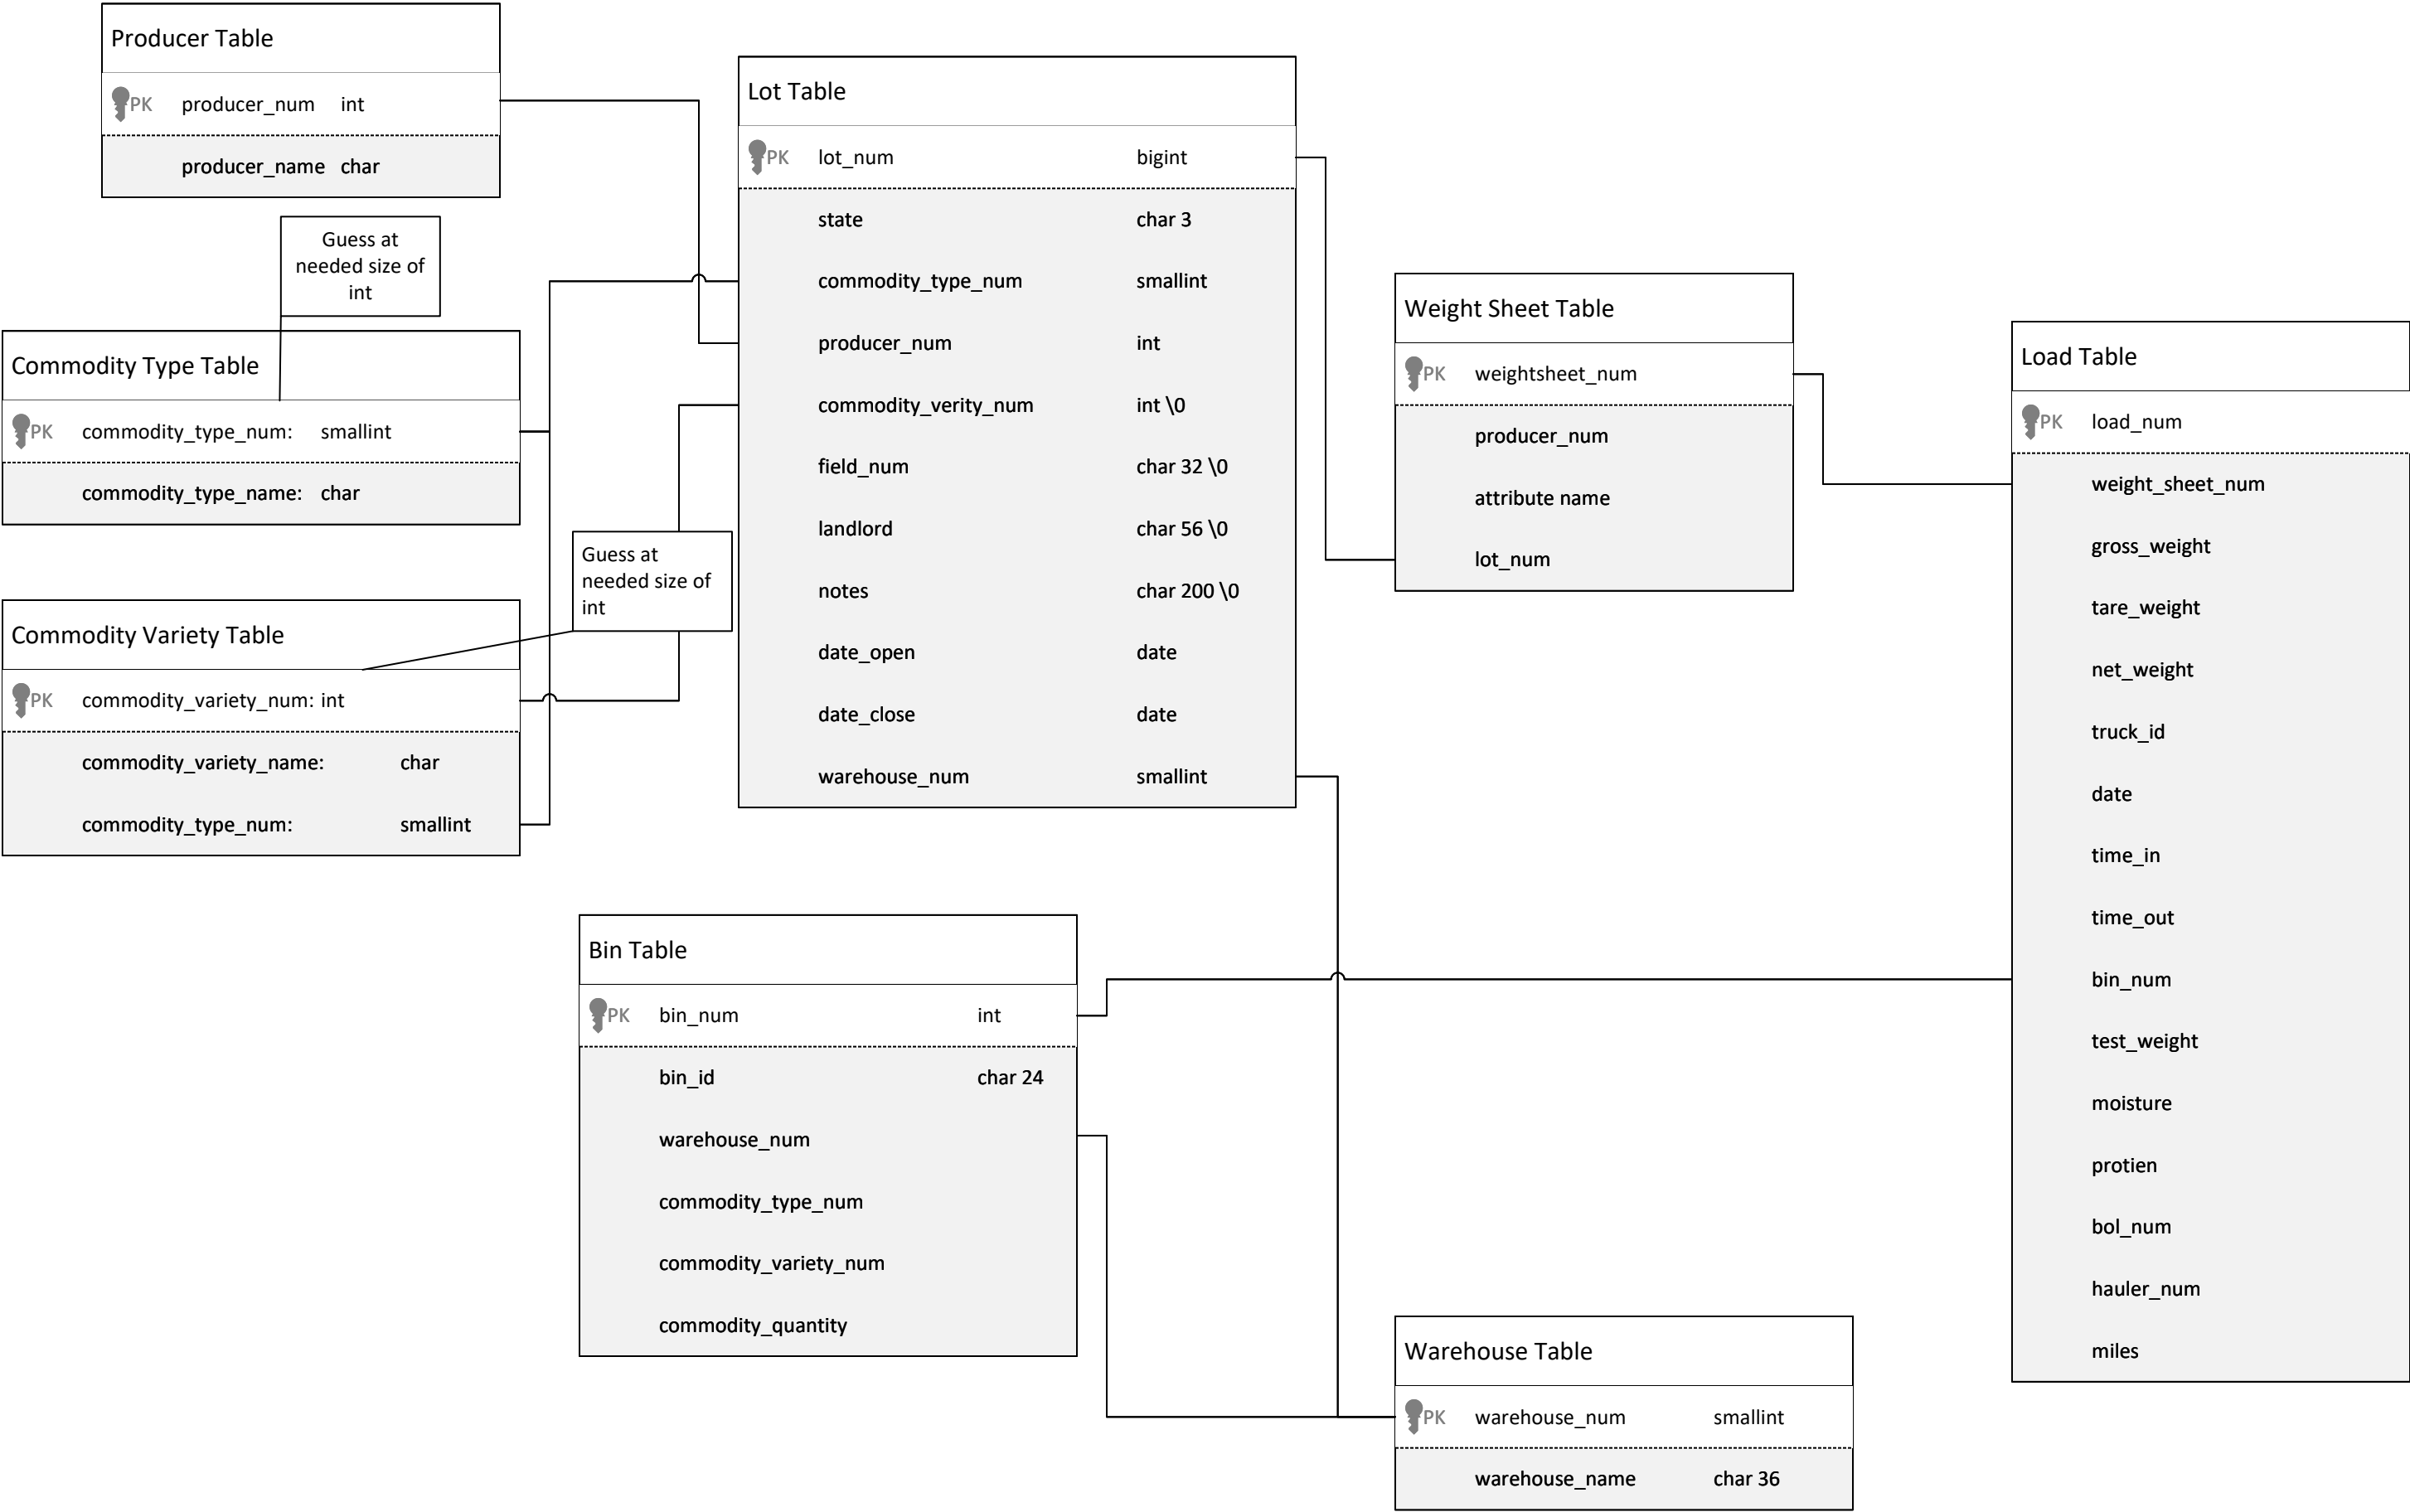 Producer Table
PK producer_num int
producer_name char
Guess at
needed size of
int
Commodity Type Table
PK commodity_type_num: smallint
commodity_type_name: char
Guess at
needed size of
int
Commodity Variety Table
PK commodity_variety_num: int
commodity_variety_name: char
commodity_type_num: smallint
Lot Table
PK lot_num bigint
state char 3
commodity_type_num smallint
producer_num int
commodity_verity_num int \0
field_num char 32 \0
landlord char 56 \0
notes char 200 \0
date_open date
date_close date
warehouse_num smallint
Weight Sheet Table
PK weightsheet_num
producer_num
attribute name
lot_num
Load Table
PK load_num
weight_sheet_num
gross_weight
tare_weight
net_weight
truck_id
date
time_in
time_out
bin_num
test_weight
moisture
protien
bol_num
hauler_num
miles
Bin Table
PK bin_num int
bin_id char 24
warehouse_num
commodity_type_num
commodity_variety_num
commodity_quantity
Warehouse Table
PK warehouse_num smallint
warehouse_name char 36